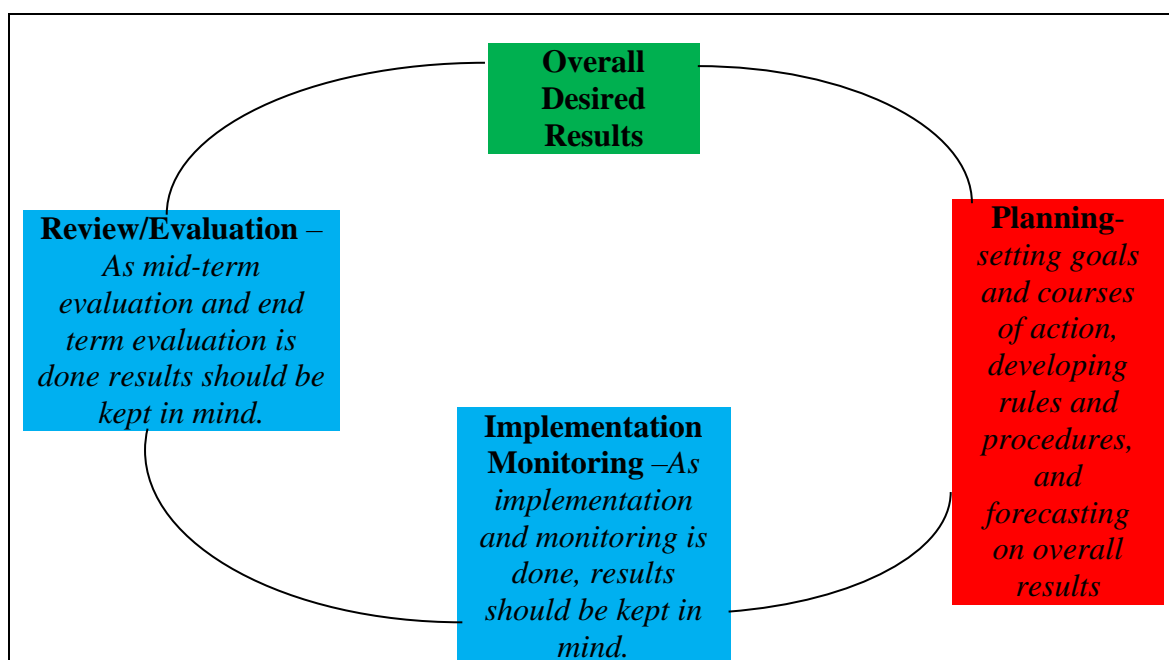 Overall
Desired
Results
Review/Evaluation –
As mid-term
evaluation and end
term evaluation is
done results should be
kept in mind.
Planning-
setting goals
and courses
of action,
developing
rules and
procedures,
and
forecasting
on overall
results
Implementation
Monitoring –As
implementation
and monitoring is
done, results
should be kept in
mind.